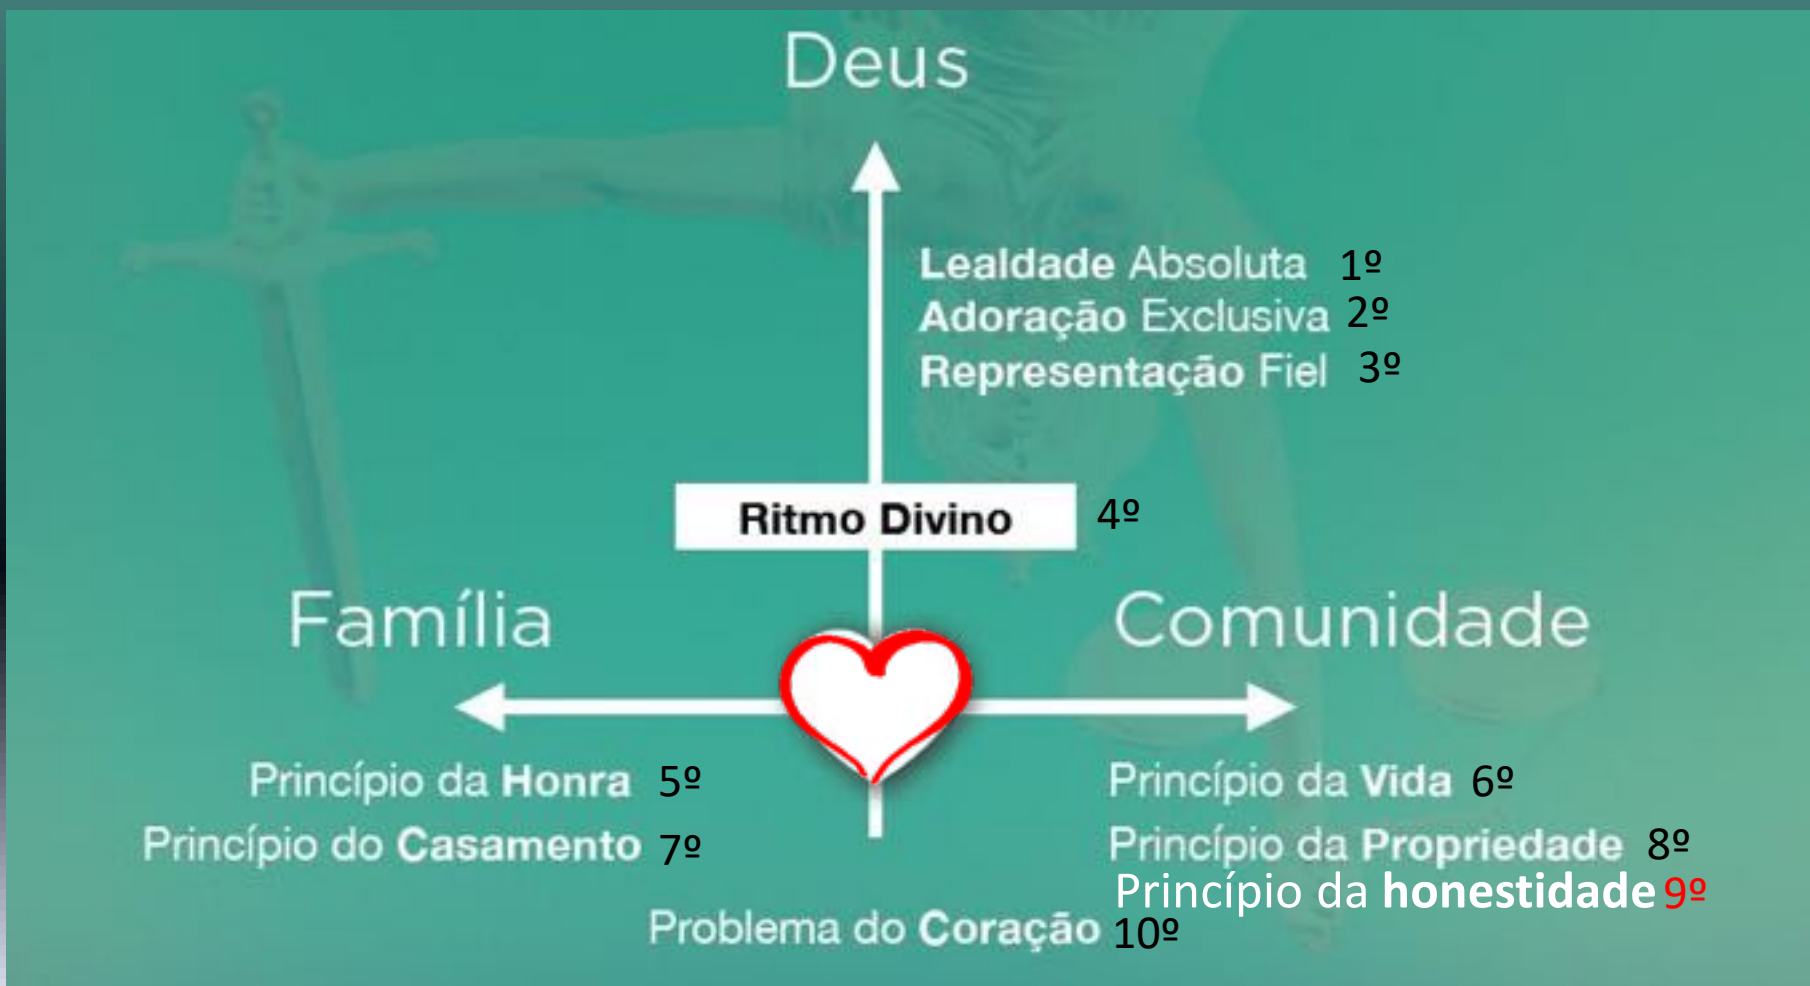 Deus
Lealdade Absoluta 1º
Adoração Exclusiva 2º
Representação Fiel 3º
Ritmo Divino 4º
Família
Comunidade
Princípio da Honra 5º
Princípio do Casamento 7º
Princípio da Vida 6º
Princípio da Propriedade 8º
Princípio da honestidade 9º
Problema do Coração 10º